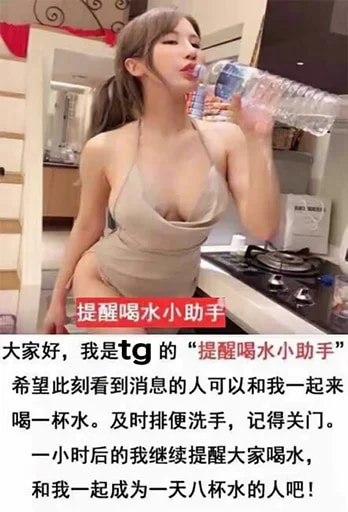 提醒喝水小助手
大家好，我是tg 的“提醒喝水小助手”
希望此刻看到消息的人可以和我一起来
喝一杯水。及时排便洗手，记得关门。
一小时后的我继续提醒大家喝水，
和我一起成为一天八杯水的人吧！